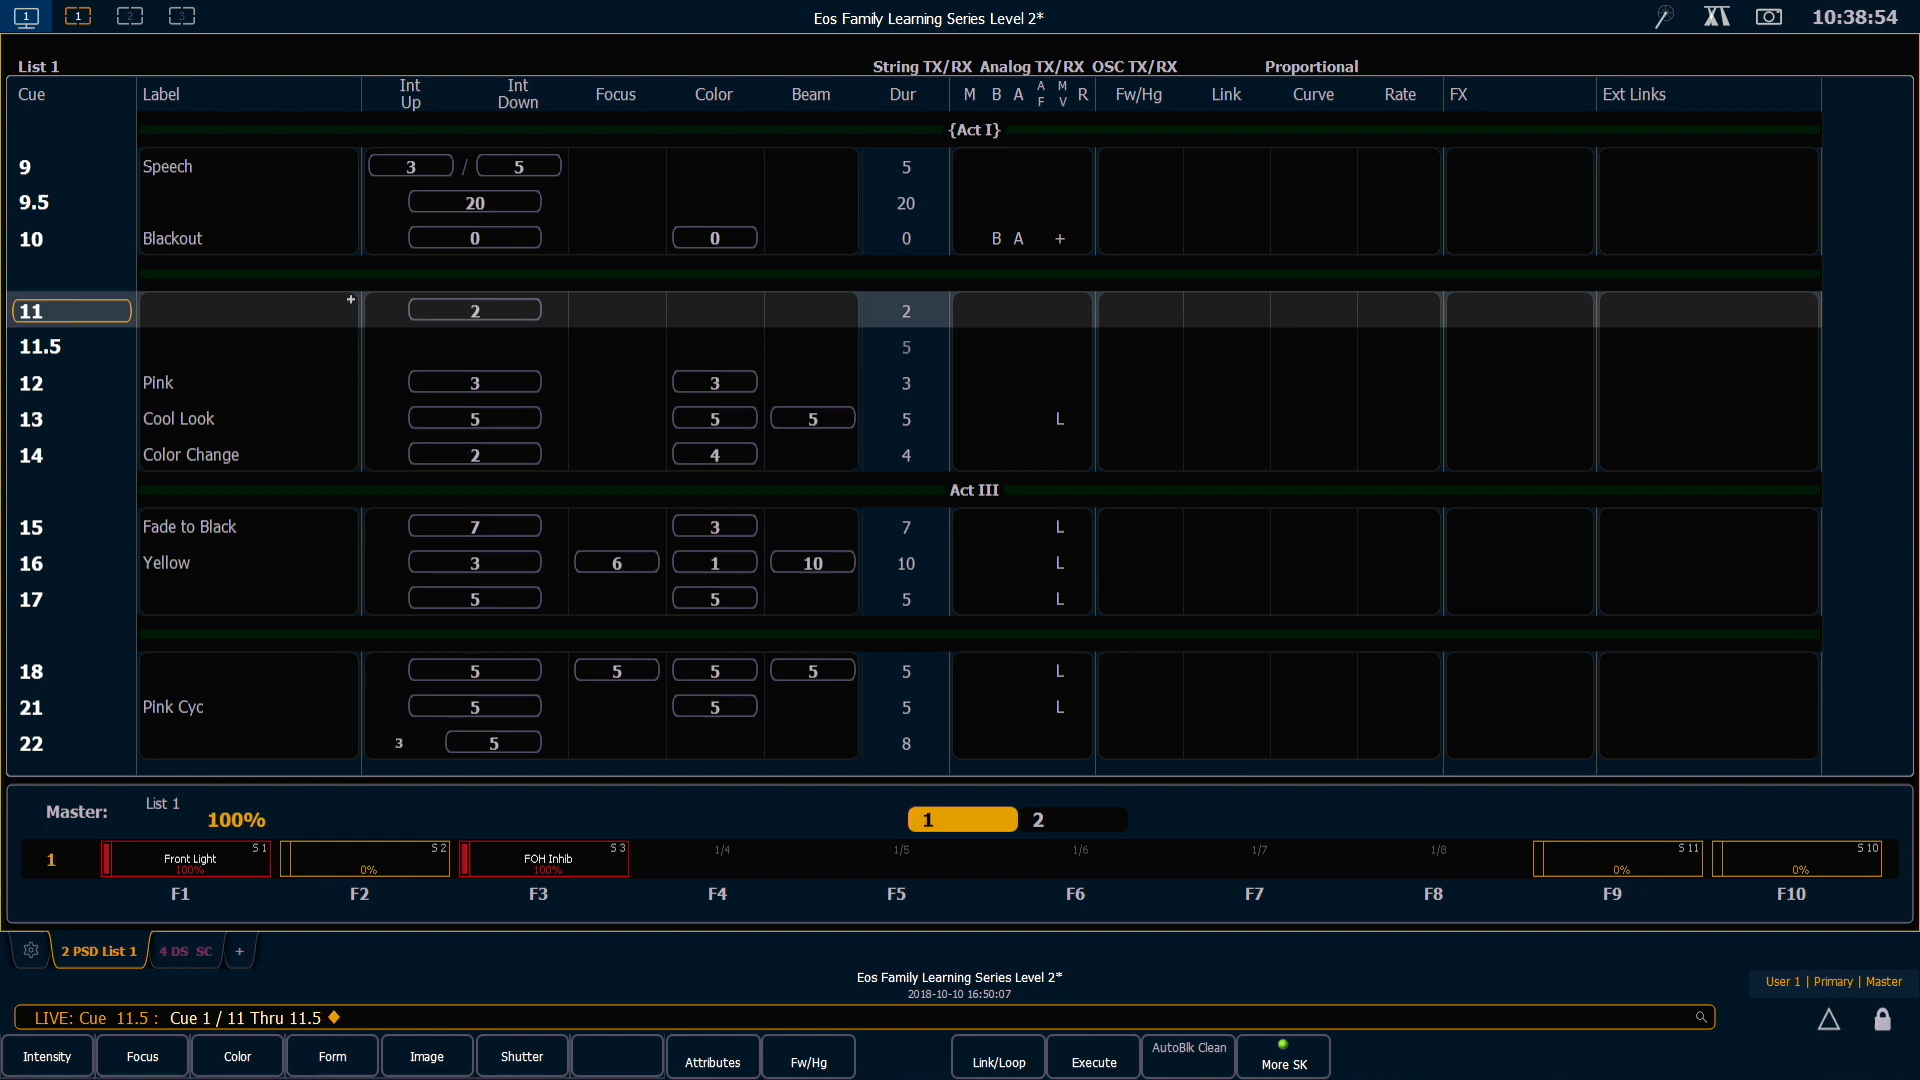 1 1 2 3 Eos Family Learning Series Level 2* 10:38:54
List 1 String TX/RX Analog TX/RX OSC TX/RX Proportional
Cue Label Int Up Int Down Focus Color Beam Dur M B A AF MV R Fw/Hg Link Curve Rate FX Ext Links
{Act I}
9 Speech 3 / 5 5
9.5 20 20
10 Blackout 0 0 0 B A +
11 + 2 2
11.5 5
12 Pink 3 3 3
13 Cool Look 5 5 5 5 L
14 Color Change 2 4 4
Act III
15 Fade to Black 7 3 7 L
16 Yellow 3 6 1 10 10 L
17 5 5 5 L
18 5 5 5 5 5 L
21 Pink Cyc 5 5 5 L
22 3 5 8
Master: List 1 100% 1 2
1 Front Light S 1 100% S 2 0% FOH Inhib S 3 100% 1/4 1/5 1/6 1/7 1/8 S 11 0% S 10 0%
F1 F2 F3 F4 F5 F6 F7 F8 F9 F10
2 PSD List 1 4 DS SC +
Eos Family Learning Series Level 2*
2018-10-10 16:50:07
User 1 | Primary | Master
LIVE: Cue 11.5 : Cue 1 / 11 Thru 11.5
Intensity Focus Color Form Image Shutter Attributes Fw/Hg Link/Loop Execute AutoBlk Clean More SK